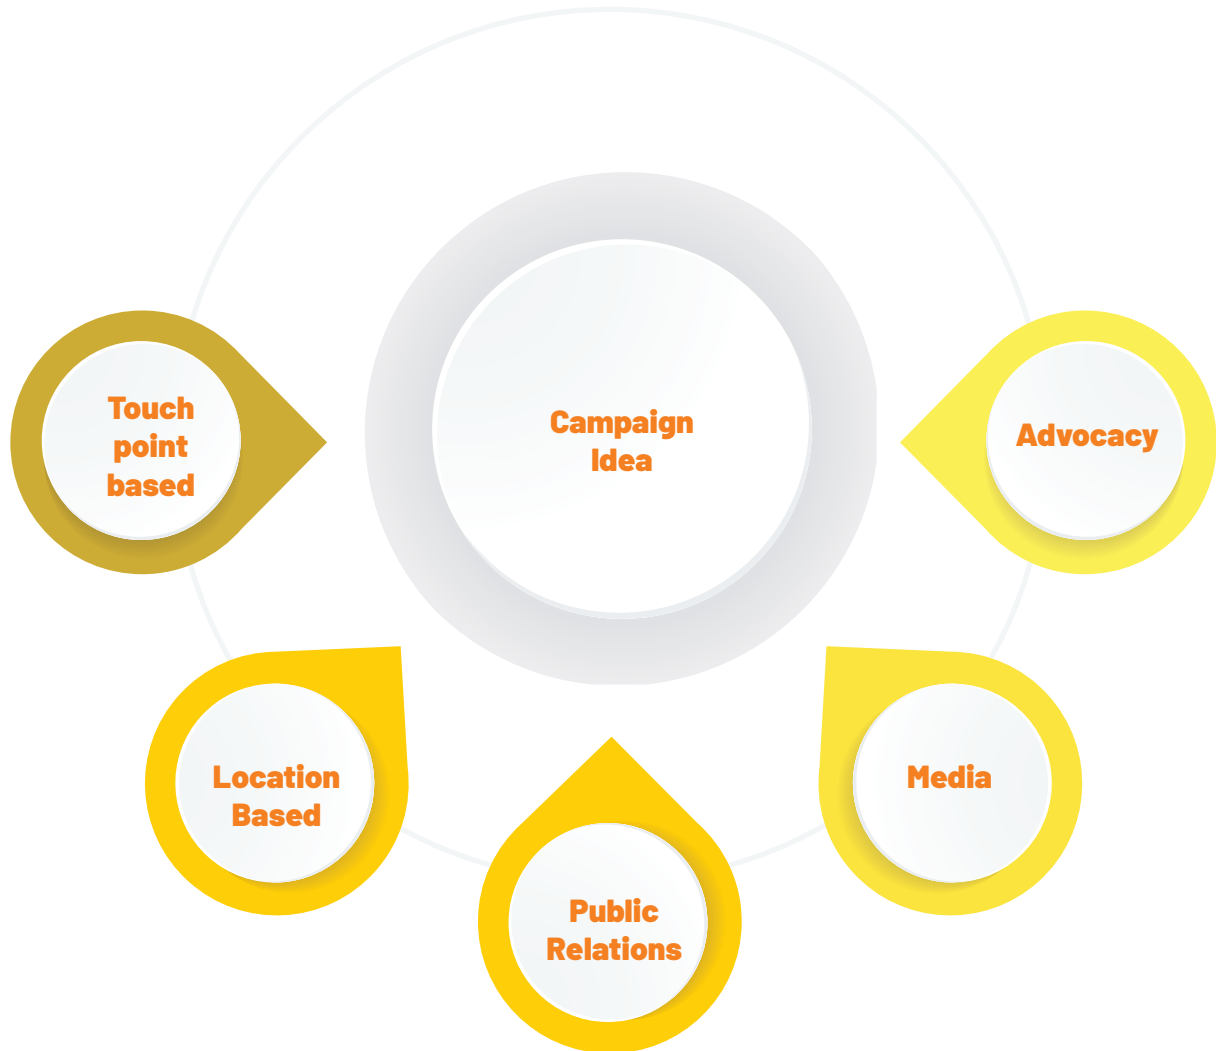 Touch
point
based
Campaign
Idea
Advocacy
Location
Based
Public
Relations
Media